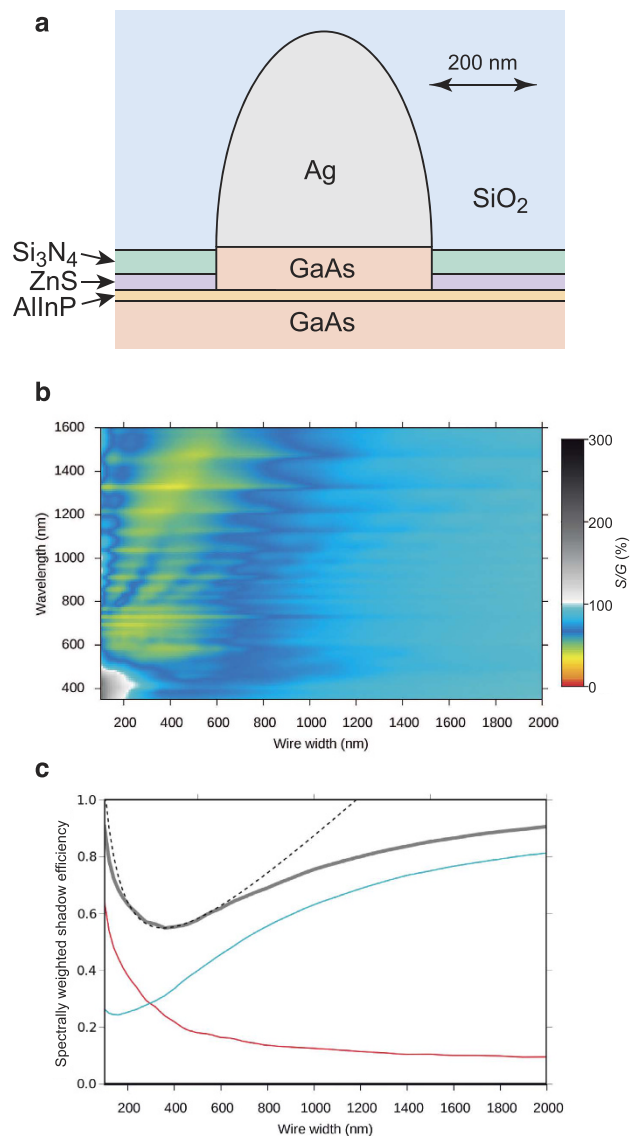 a
200 nm
Ag
SiO2
Si3N4
GaAs
ZnS
AlInP
GaAs
b
1600
1400
1200
1000
800
600
400
Wavelength (nm)
200 400 600 800 1000 1200 1400 1600 1800 2000
Wire width (nm)
300
200
100
0
S/G (%)
c
1.0
0.8
0.6
0.4
0.2
0.0
Spectrally weighted shadow efficiency
200 400 600 800 1000 1200 1400 1600 1800 2000
Wire width (nm)